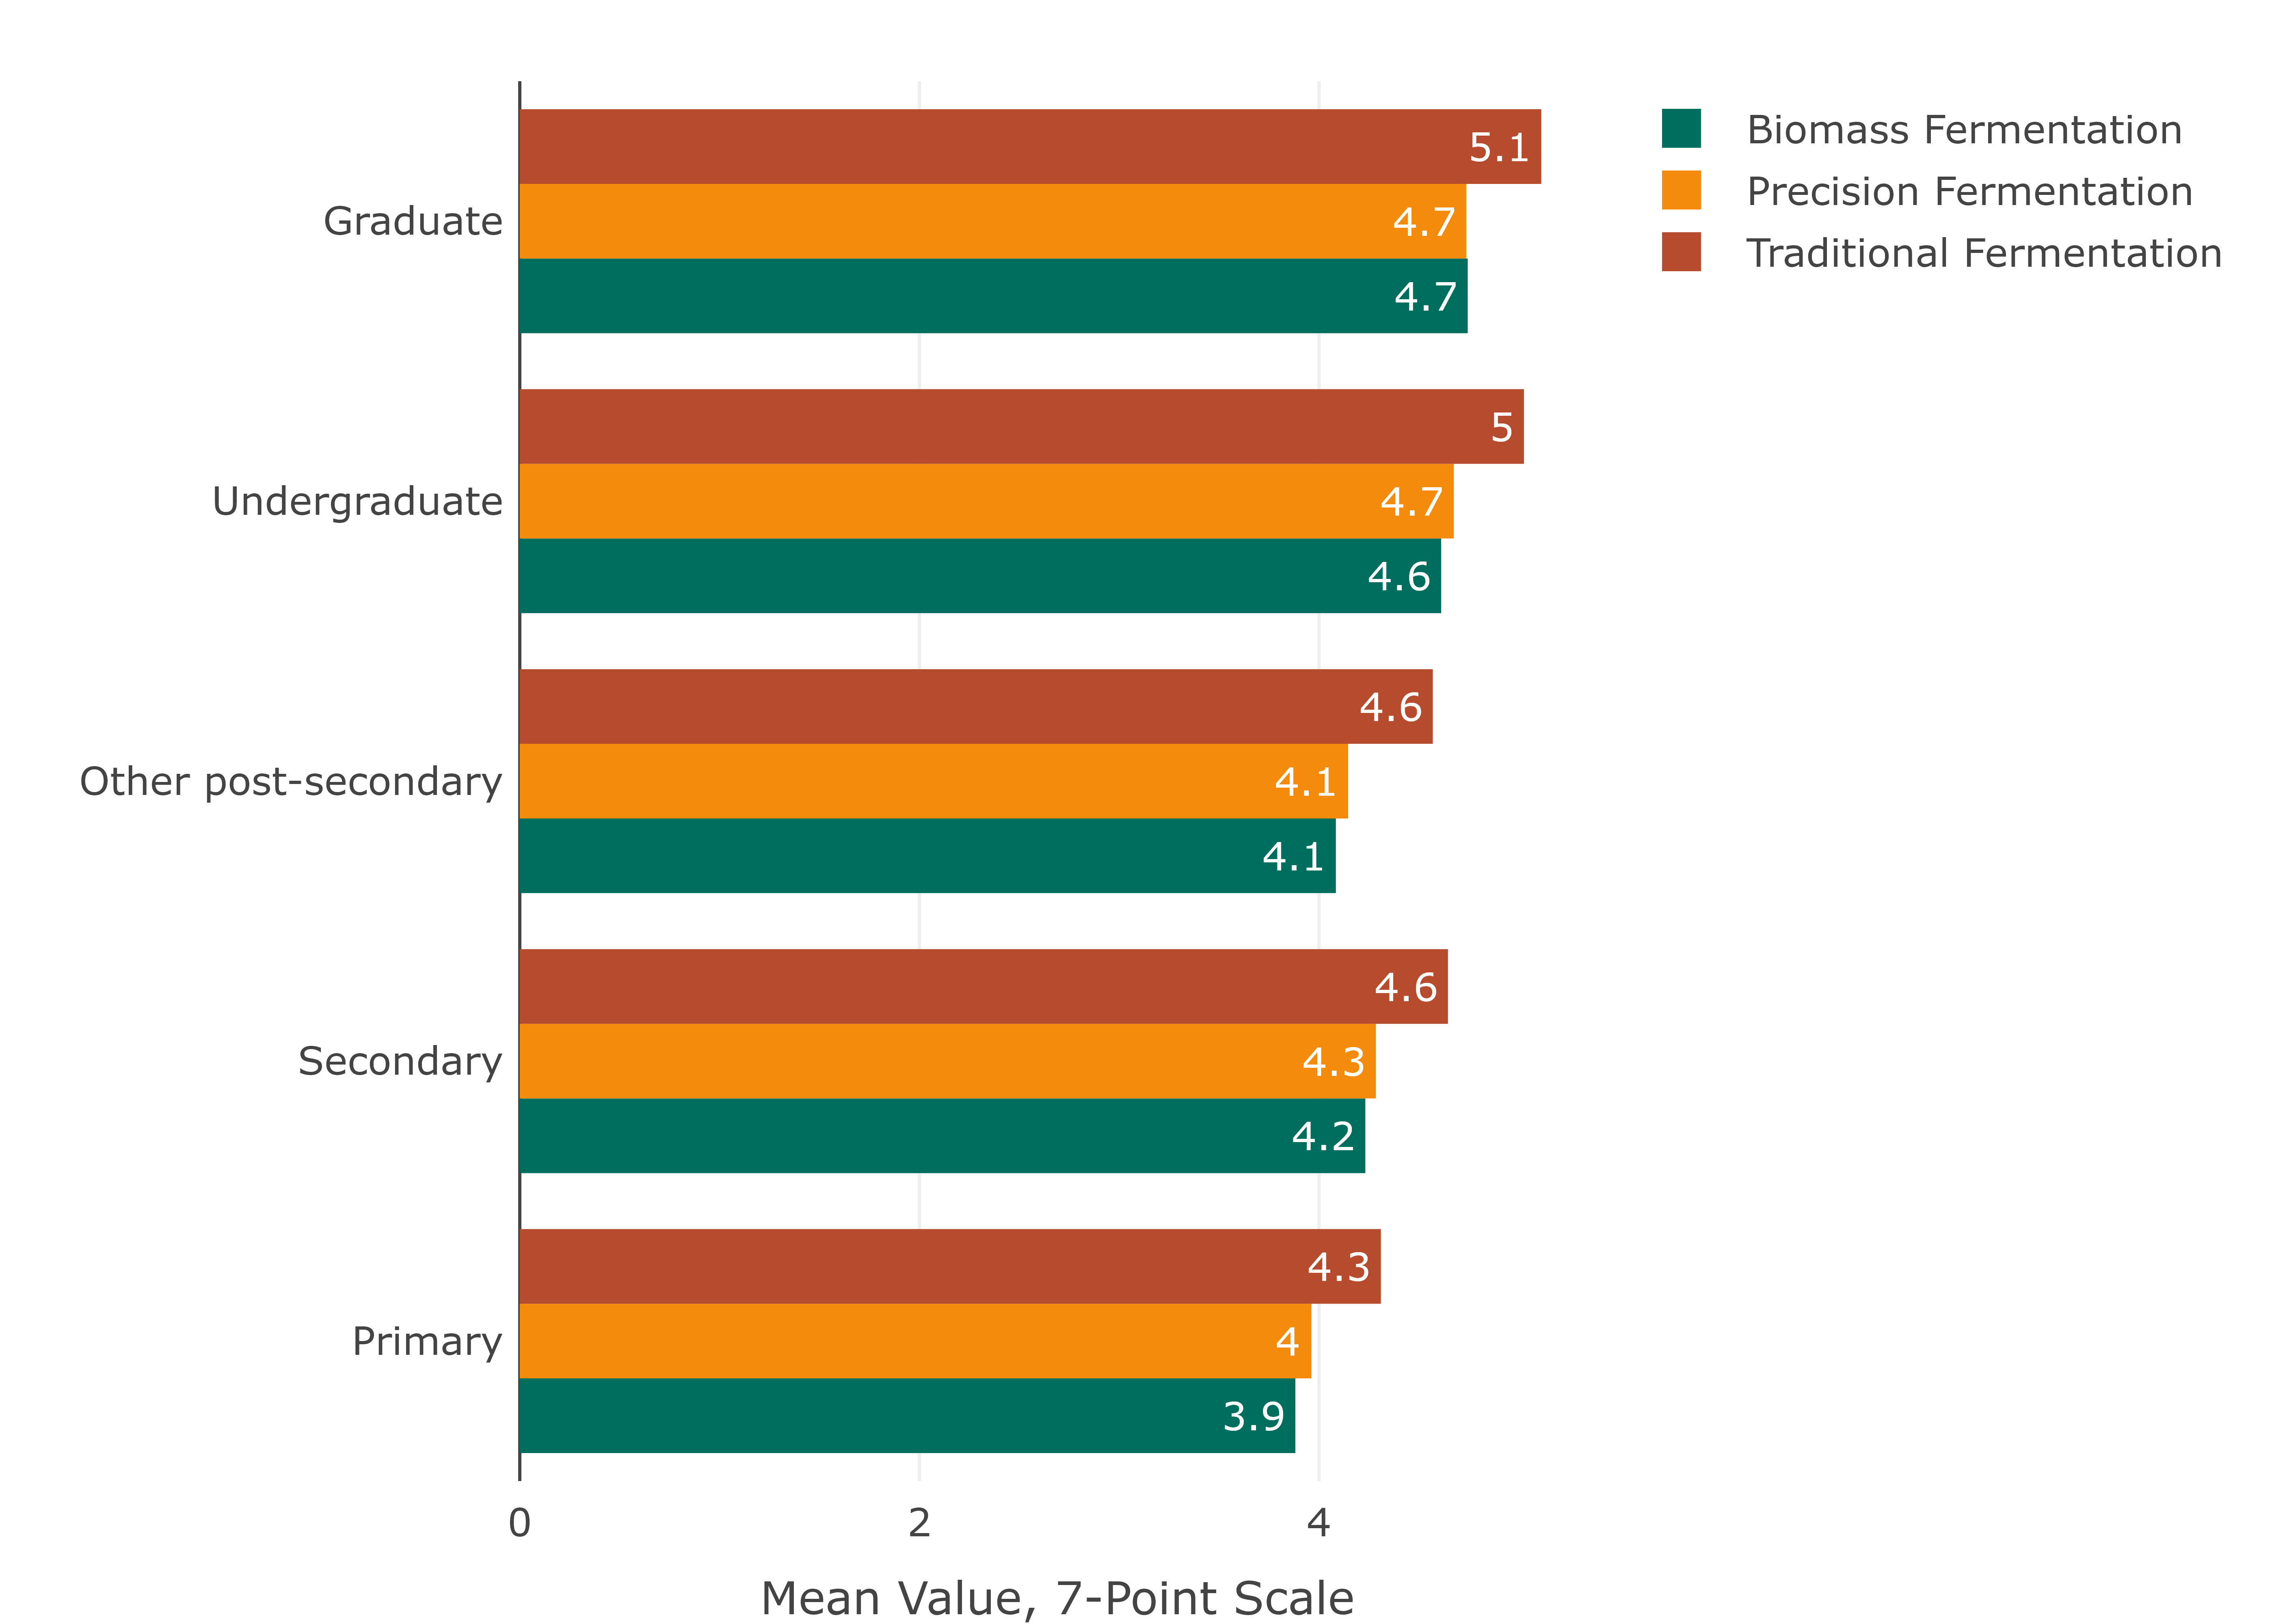 Biomass Fermentation
Precision Fermentation
Traditional Fermentation
Graduate
5.1
4.7
4.7
Undergraduate
5
4.7
4.6
Other post-secondary
4.6
4.1
4.1
Secondary
4.6
4.3
4.2
Primary
4.3
4
3.9
0 2 4
Mean Value, 7-Point Scale